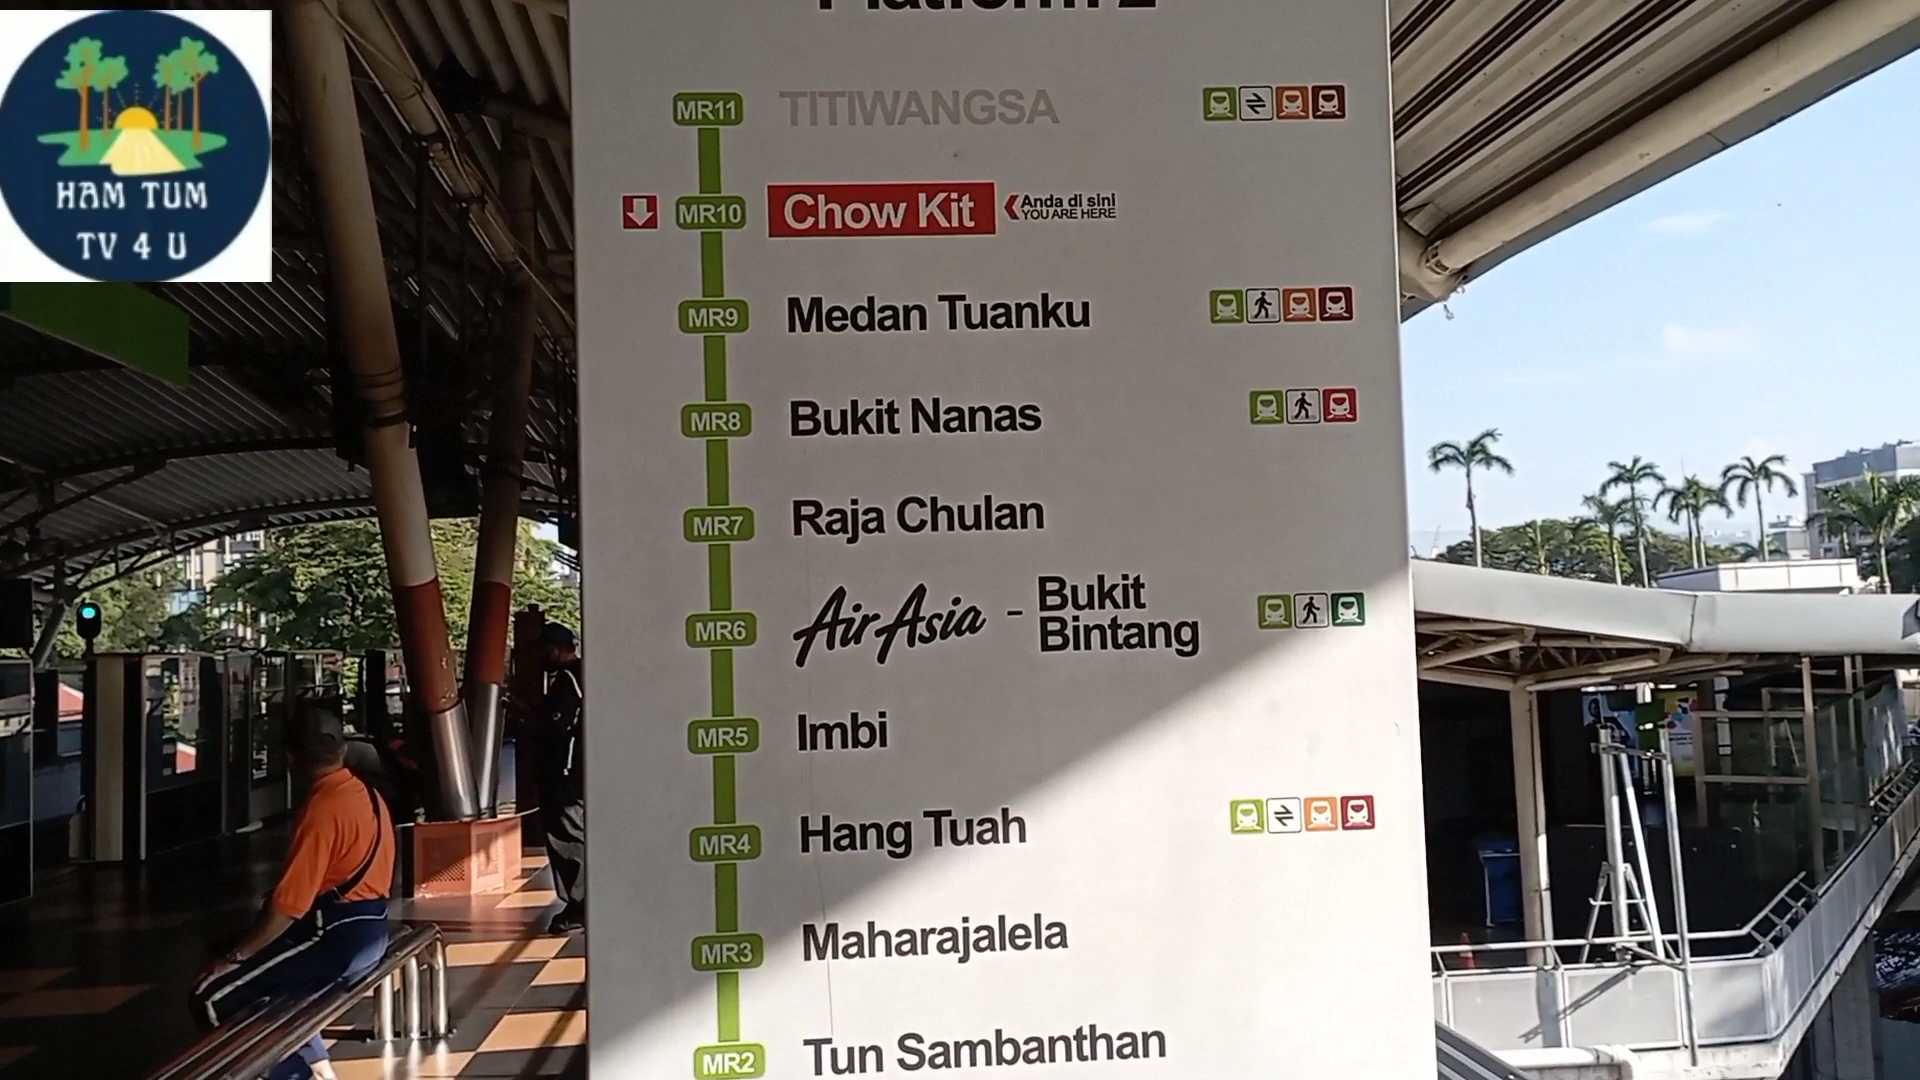 HAM TUM
TV 4 U
Platform 2
MR11 TITIWANGSA
MR10 Chow Kit Anda di sini
YOU ARE HERE
MR9 Medan Tuanku
MR8 Bukit Nanas
MR7 Raja Chulan
MR6 AirAsia - Bukit
Bintang
MR5 Imbi
MR4 Hang Tuah
MR3 Maharajalela
MR2 Tun Sambanthan